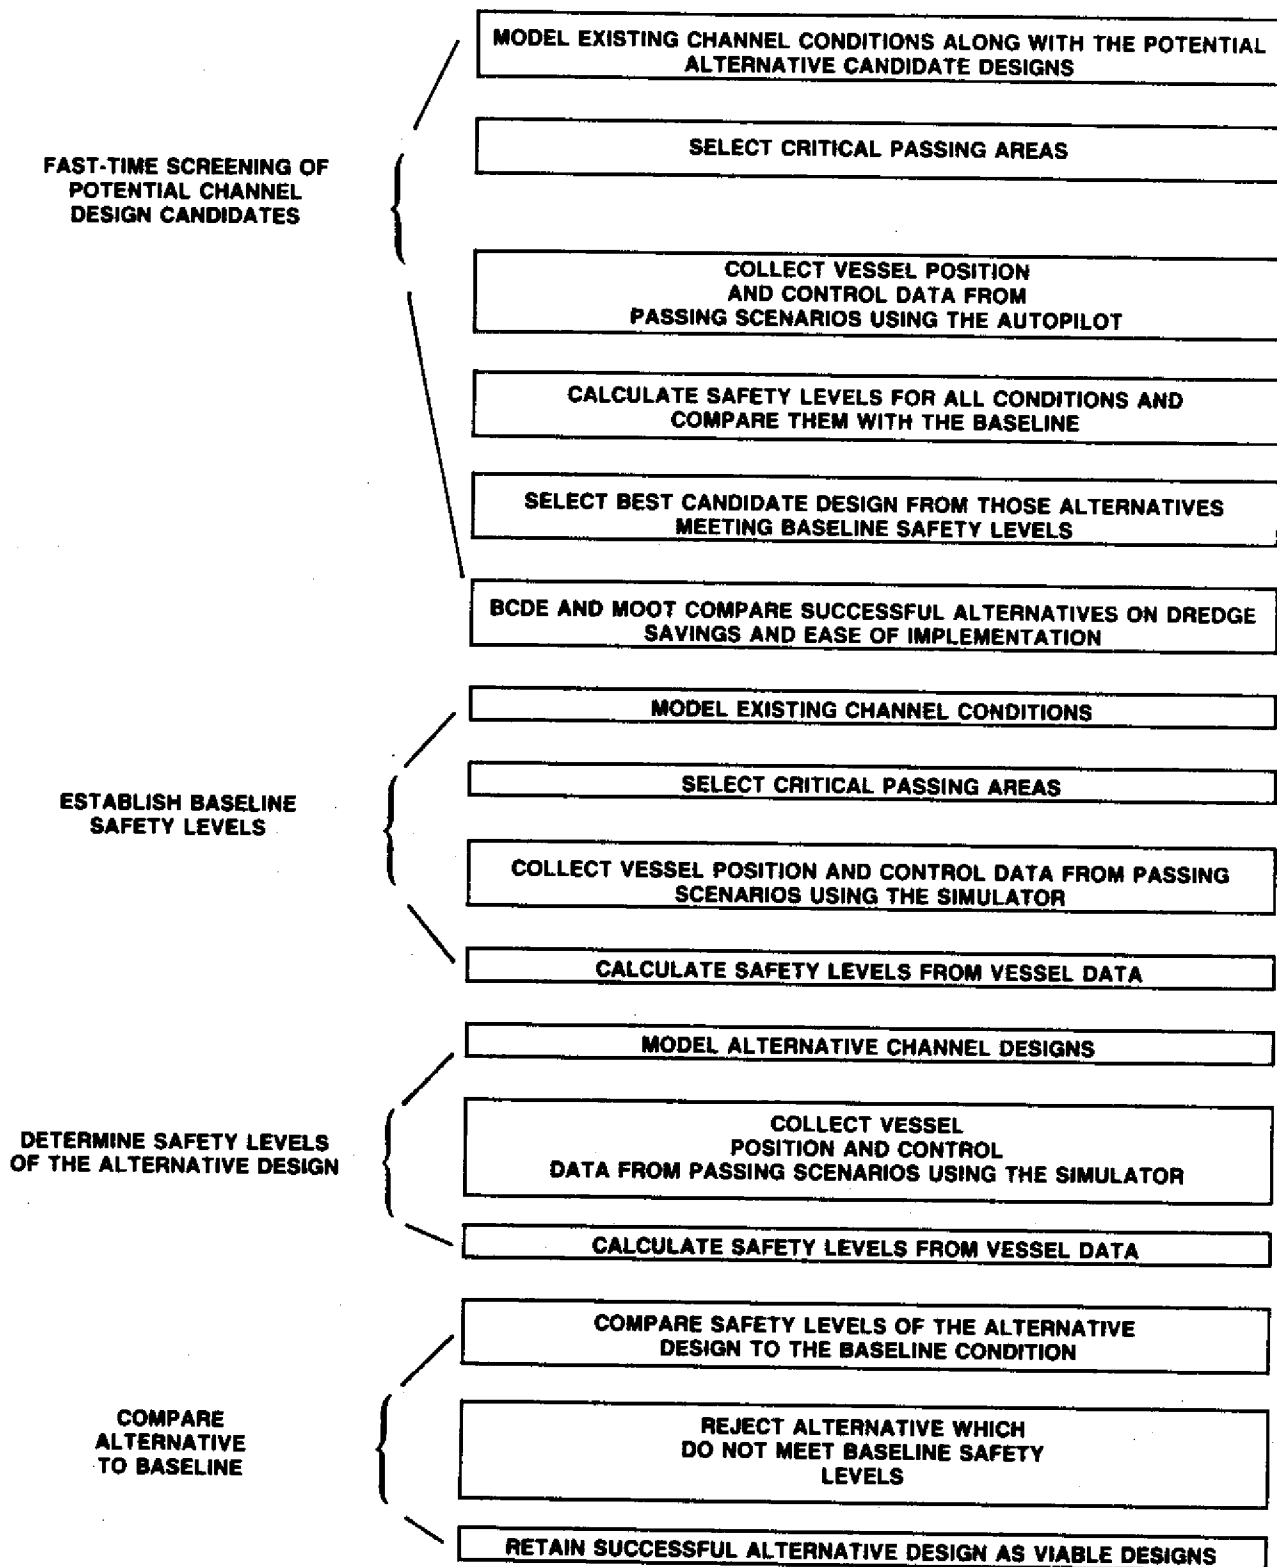 MODEL EXISTING CHANNEL CONDITIONS ALONG WITH THE POTENTIAL
ALTERNATIVE CANDIDATE DESIGNS
SELECT CRITICAL PASSING AREAS
FAST-TIME SCREENING OF
POTENTIAL CHANNEL
DESIGN CANDIDATES
COLLECT VESSEL POSITION
AND CONTROL DATA FROM
PASSING SCENARIOS USING THE AUTOPILOT
CALCULATE SAFETY LEVELS FOR ALL CONDITIONS AND
COMPARE THEM WITH THE BASELINE
SELECT BEST CANDIDATE DESIGN FROM THOSE ALTERNATIVES
MEETING BASELINE SAFETY LEVELS
BCDE AND MOOT COMPARE SUCCESSFUL ALTERNATIVES ON DREDGE
SAVINGS AND EASE OF IMPLEMENTATION
MODEL EXISTING CHANNEL CONDITIONS
SELECT CRITICAL PASSING AREAS
ESTABLISH BASELINE
SAFETY LEVELS
COLLECT VESSEL POSITION AND CONTROL DATA FROM PASSING
SCENARIOS USING THE SIMULATOR
CALCULATE SAFETY LEVELS FROM VESSEL DATA
MODEL ALTERNATIVE CHANNEL DESIGNS
DETERMINE SAFETY LEVELS
OF THE ALTERNATIVE DESIGN
COLLECT VESSEL
POSITION AND CONTROL
DATA FROM PASSING SCENARIOS USING THE SIMULATOR
CALCULATE SAFETY LEVELS FROM VESSEL DATA
COMPARE SAFETY LEVELS OF THE ALTERNATIVE
DESIGN TO THE BASELINE CONDITION
COMPARE
ALTERNATIVE
TO BASELINE
REJECT ALTERNATIVE WHICH
DO NOT MEET BASELINE SAFETY
LEVELS
RETAIN SUCCESSFUL ALTERNATIVE DESIGN AS VIABLE DESIGNS